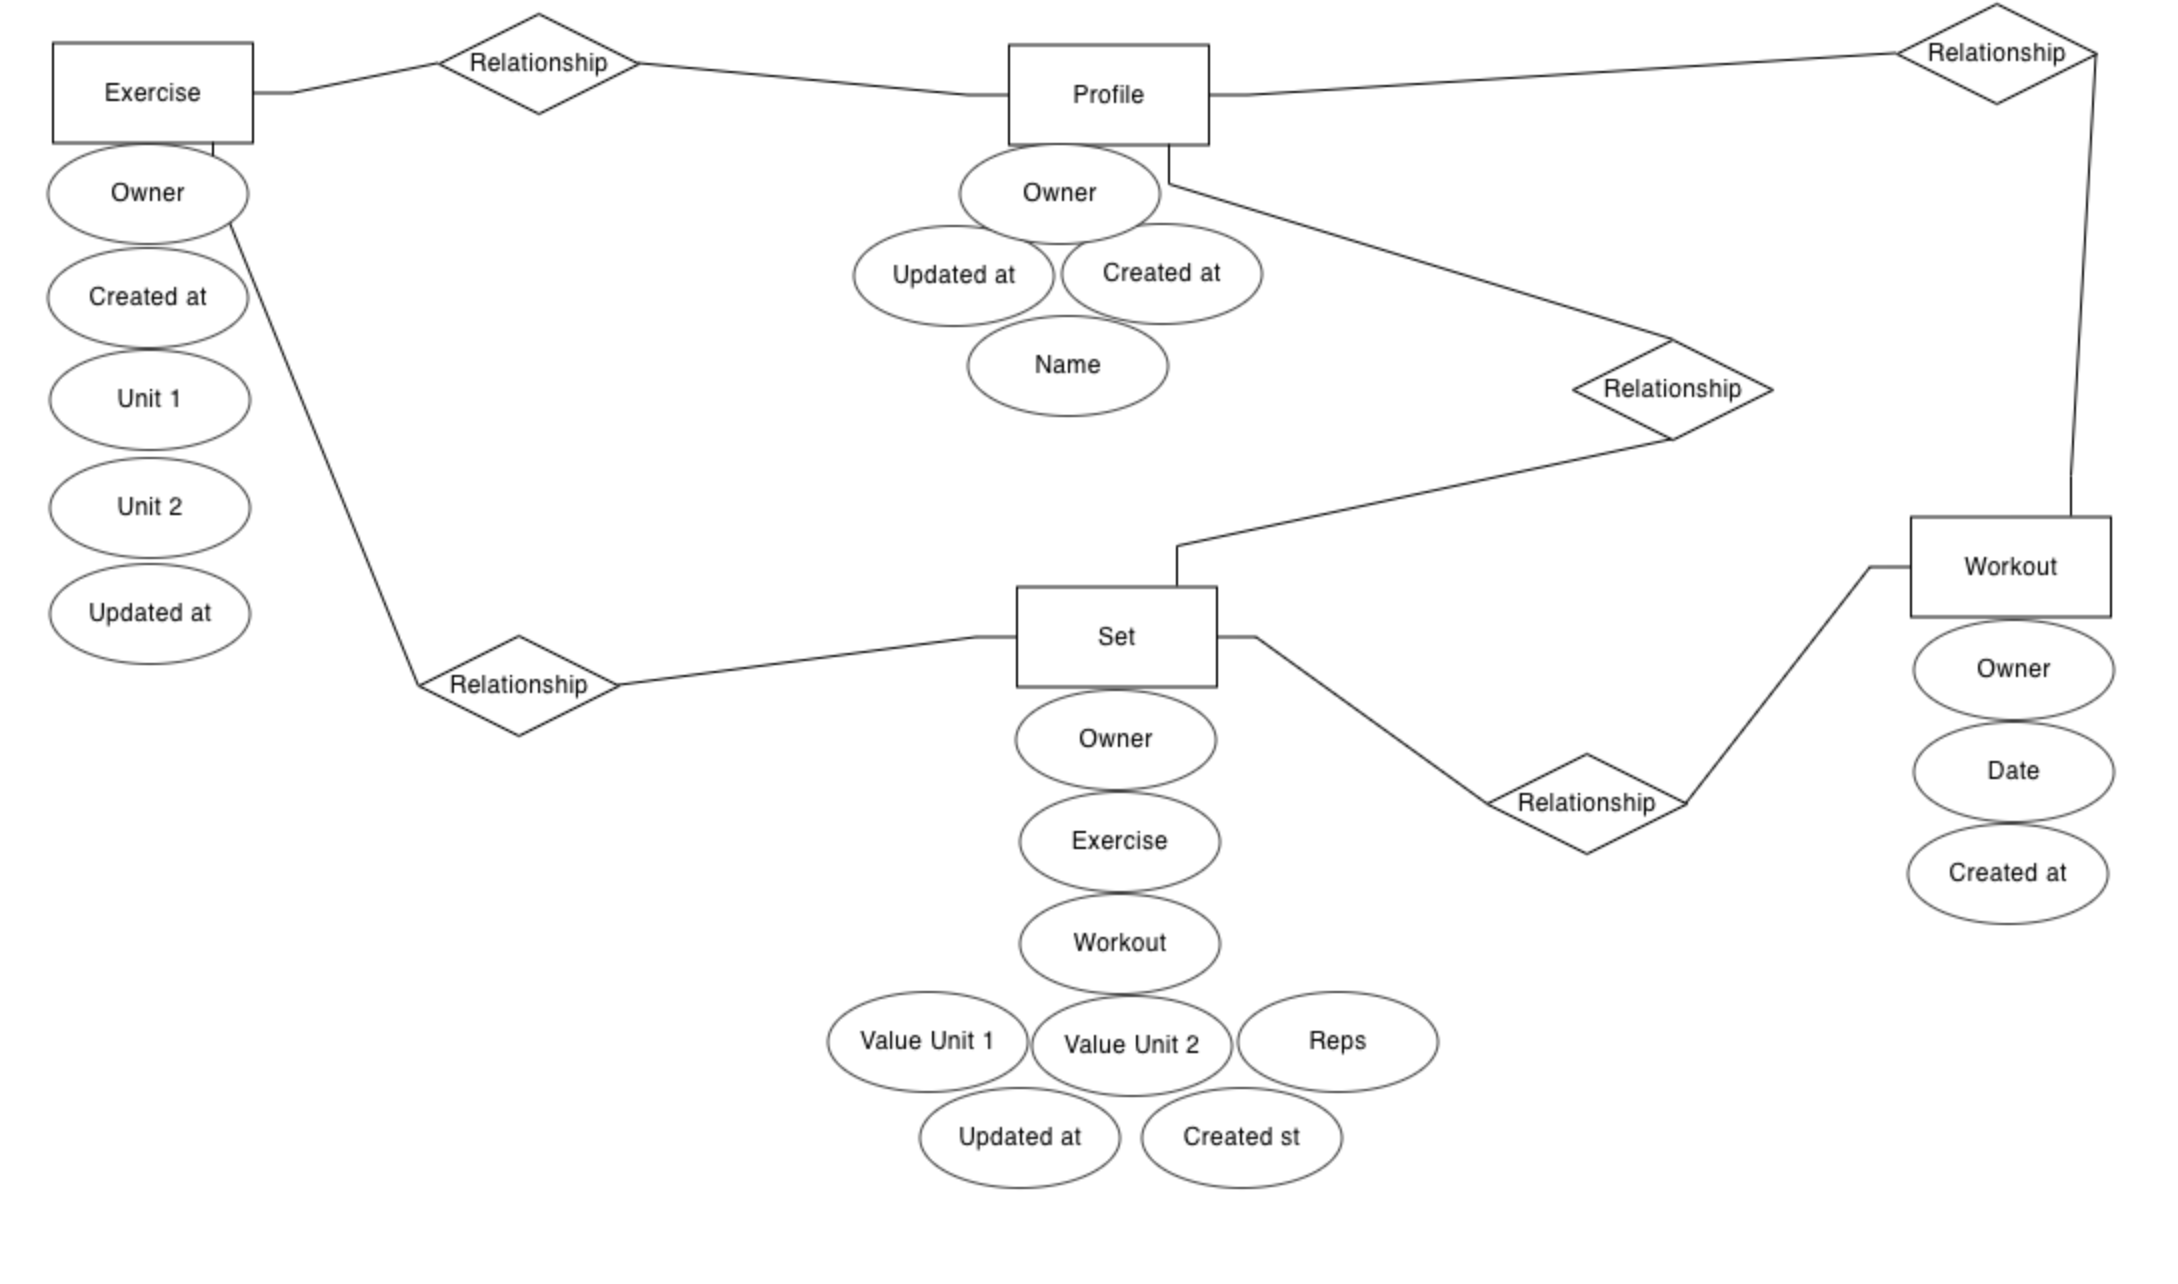 Relationship
Relationship
Exercise
Profile
Owner
Owner
Created at
Updated at
Created at
Unit 1
Name
Relationship
Unit 2
Workout
Updated at
Set
Relationship
Owner
Owner
Date
Relationship
Exercise
Created at
Workout
Value Unit 1
Value Unit 2
Reps
Updated at
Created st